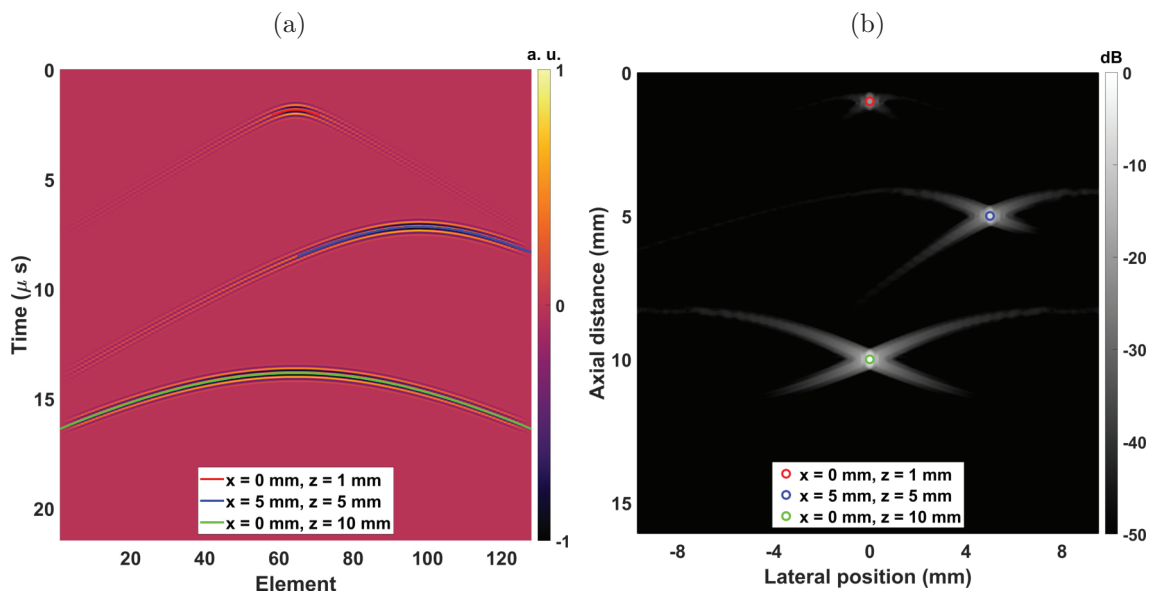 (a)
a. u.
0
5
10
15
20
Time (μ s)
1
0
-1
x = 0 mm, z = 1 mm
x = 5 mm, z = 5 mm
x = 0 mm, z = 10 mm
20
40
60
80
100
120
Element
(b)
dB
0
5
10
15
Axial distance (mm)
0
-10
-20
-30
-40
-50
x = 0 mm, z = 1 mm
x = 5 mm, z = 5 mm
x = 0 mm, z = 10 mm
-8
-4
0
4
8
Lateral position (mm)